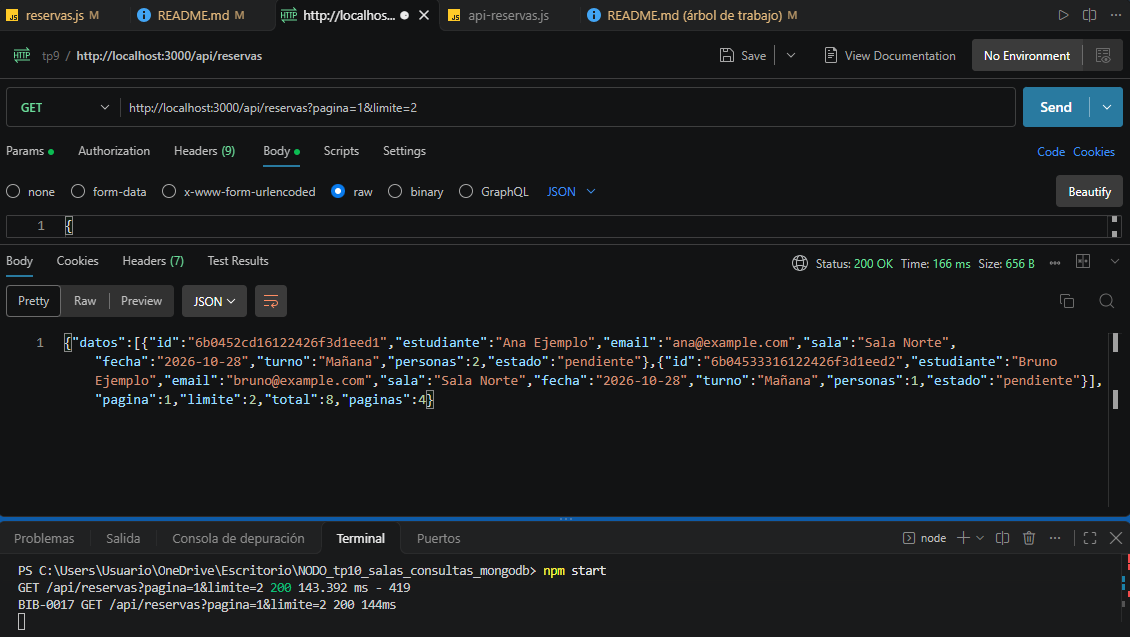 reservas.js M README.md M http://localhos... api-reservas.js README.md (árbol de trabajo) M
tp9 / http://localhost:3000/api/reservas Save View Documentation No Environment
GET http://localhost:3000/api/reservas?pagina=1&limite=2 Send
Params Authorization Headers (9) Body Scripts Settings Code Cookies
none form-data x-www-form-urlencoded raw binary GraphQL JSON Beautify
1 {
Body Cookies Headers (7) Test Results Status: 200 OK Time: 166 ms Size: 656 B
Pretty Raw Preview JSON
1 {"datos":[{"id":"6b0452cd16122426f3d1eed1","estudiante":"Ana Ejemplo","email":"ana@example.com","sala":"Sala Norte",
"fecha":"2026-10-28","turno":"Mañana","personas":2,"estado":"pendiente"},{"id":"6b04533316122426f3d1eed2","estudiante":"Bruno
Ejemplo","email":"bruno@example.com","sala":"Sala Norte","fecha":"2026-10-28","turno":"Mañana","personas":1,"estado":"pendiente"}],
"pagina":1,"limite":2,"total":8,"paginas":4}
Problemas Salida Consola de depuración Terminal Puertos node
PS C:\Users\Usuario\OneDrive\Escritorio\NODO_tp10_salas_consultas_mongodb> npm start
GET /api/reservas?pagina=1&limite=2 200 143.392 ms - 419
BIB-0017 GET /api/reservas?pagina=1&limite=2 200 144ms